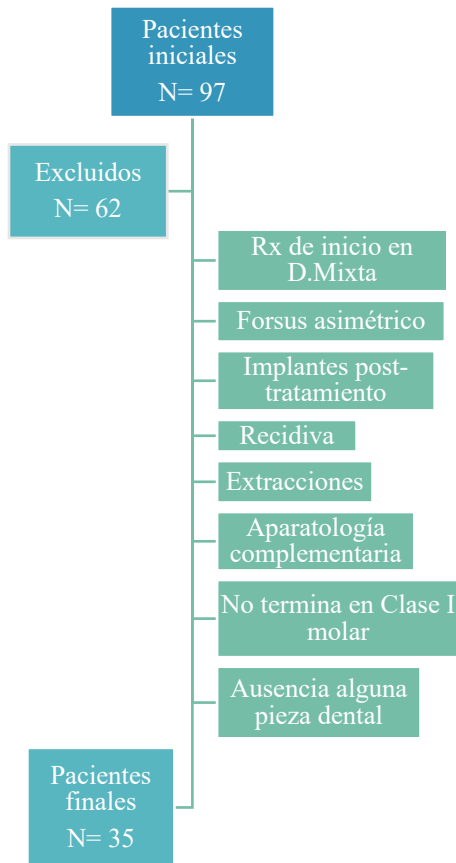 Pacientes
iniciales
N= 97
Excluidos
N= 62
Rx de inicio en
D.Mixta
Forsus asimétrico
Implantes post-
tratamiento
Recidiva
Extracciones
Aparatología
complementaria
No termina en Clase I
molar
Ausencia alguna
pieza dental
Pacientes
finales
N= 35